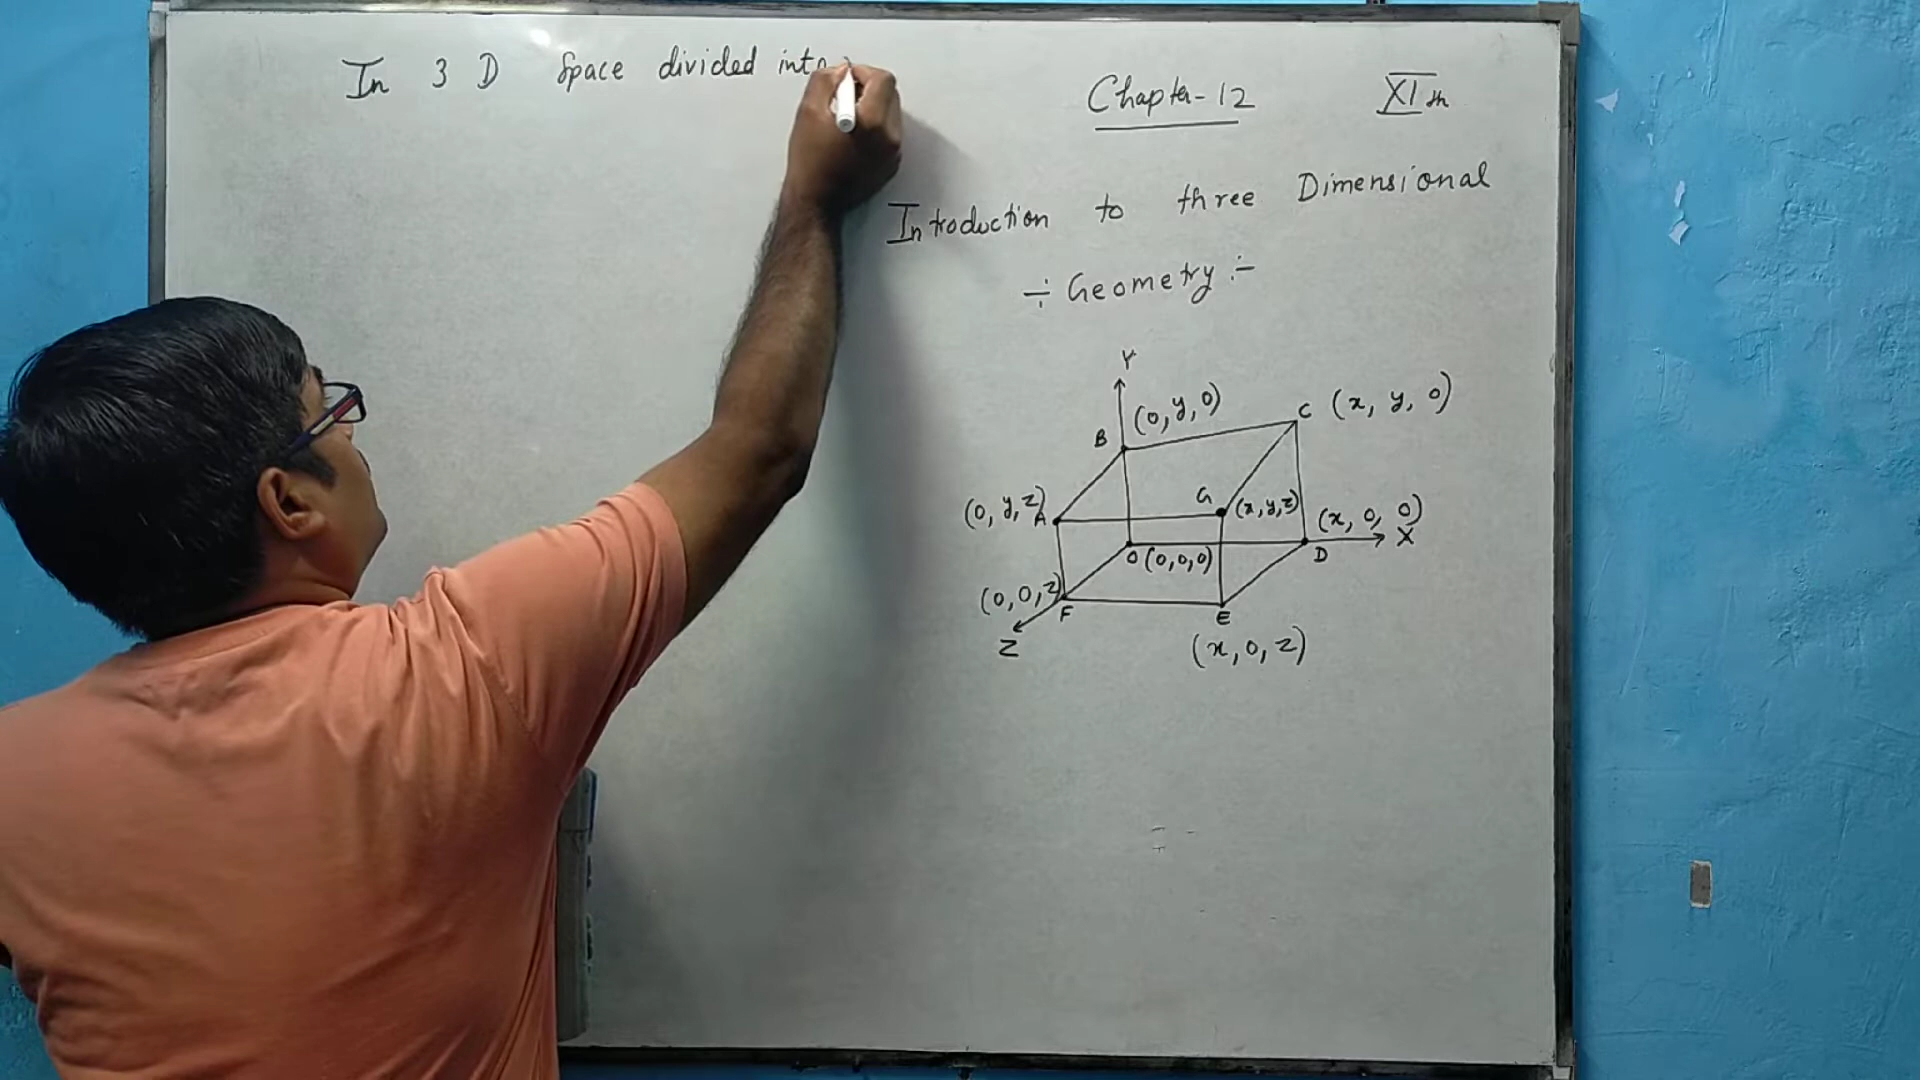 In 3 D Space divided into
Chapter-12 XIth
Introduction to three Dimensional
÷ Geometry :-
Y
B (0, y, 0) C (x, y, 0)
(0, y, z) A G (x, y, z)
O (0,0,0) D (x, 0, 0) X
(0, 0, z) F E
Z (x, 0, z)